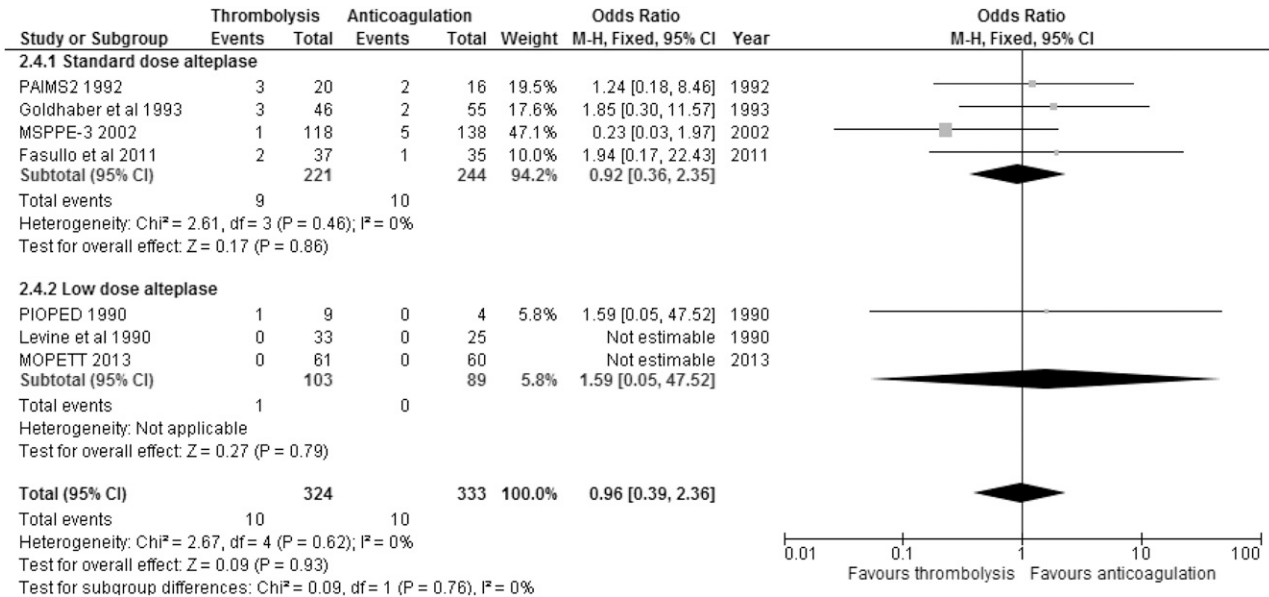 Thrombolysis Anticoagulation Odds Ratio Odds Ratio
Study or Subgroup Events Total Events Total Weight M-H, Fixed, 95% CI Year M-H, Fixed, 95% CI
2.4.1 Standard dose alteplase
PAIMS2 1992 3 20 2 16 19.5% 1.24 [0.18, 8.46] 1992
Goldhaber et al 1993 3 46 2 55 17.6% 1.85 [0.30, 11.57] 1993
MSPPE-3 2002 1 118 5 138 47.1% 0.23 [0.03, 1.97] 2002
Fasullo et al 2011 2 37 1 35 10.0% 1.94 [0.17, 22.43] 2011
Subtotal (95% CI) 221 244 94.2% 0.92 [0.36, 2.35]
Total events 9 10
Heterogeneity: Chi² = 2.61, df = 3 (P = 0.46); I² = 0%
Test for overall effect: Z = 0.17 (P = 0.86)
2.4.2 Low dose alteplase
PIOPED 1990 1 9 0 4 5.8% 1.59 [0.05, 47.52] 1990
Levine et al 1990 0 33 0 25 Not estimable 1990
MOPETT 2013 0 61 0 60 Not estimable 2013
Subtotal (95% CI) 103 89 5.8% 1.59 [0.05, 47.52]
Total events 1 0
Heterogeneity: Not applicable
Test for overall effect: Z = 0.27 (P = 0.79)
Total (95% CI) 324 333 100.0% 0.96 [0.39, 2.36]
Total events 10 10
Heterogeneity: Chi² = 2.67, df = 4 (P = 0.62); I² = 0%
Test for overall effect: Z = 0.09 (P = 0.93)
Test for subgroup differences: Chi² = 0.09, df = 1 (P = 0.76), I² = 0%
0.01 0.1 1 10 100
Favours thrombolysis Favours anticoagulation